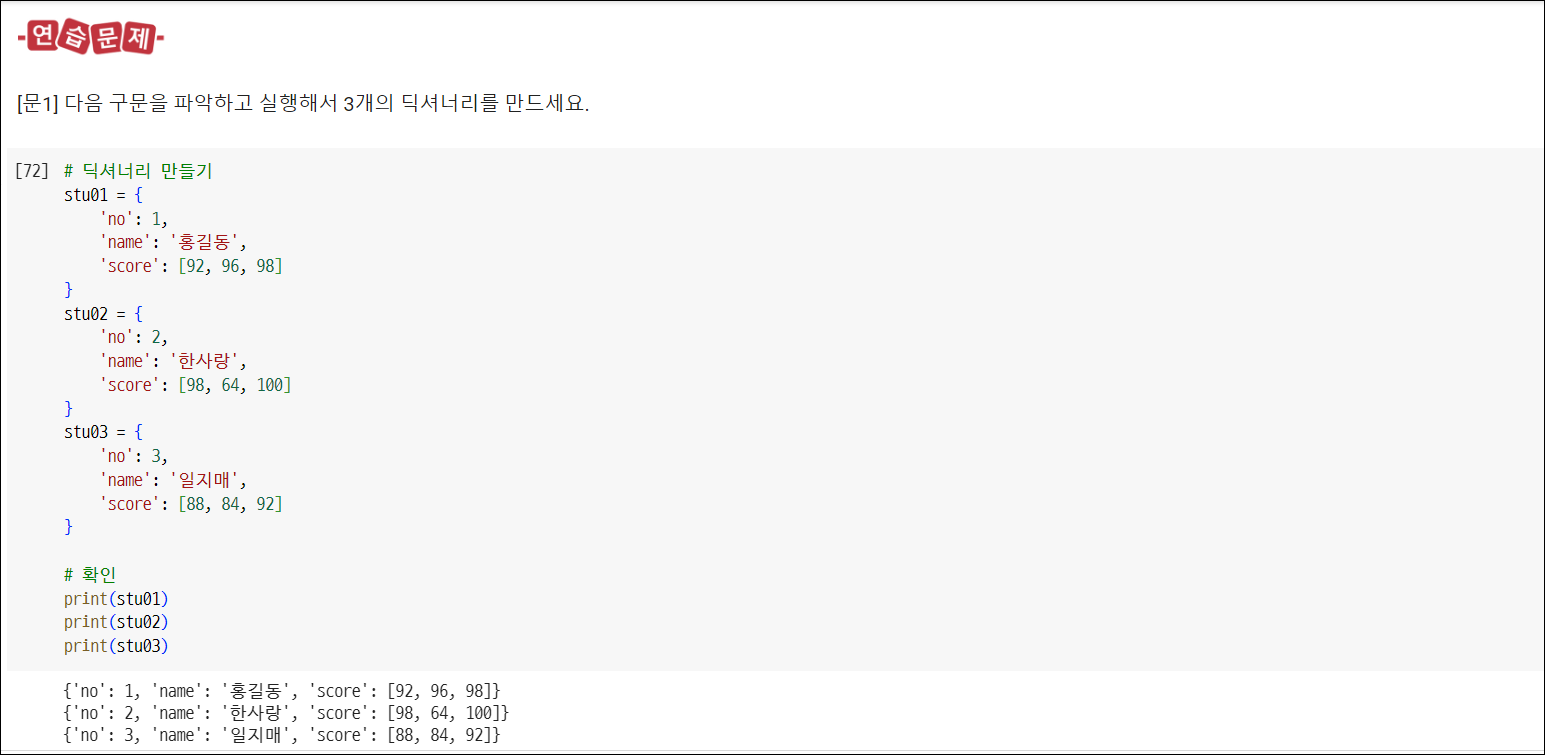 -연습문제-
[문1] 다음 구문을 파악하고 실행해서 3개의 딕셔너리를 만드세요.
[72] # 딕셔너리 만들기
stu01 = {
    'no': 1,
    'name': '홍길동',
    'score': [92, 96, 98]
}
stu02 = {
    'no': 2,
    'name': '한사랑',
    'score': [98, 64, 100]
}
stu03 = {
    'no': 3,
    'name': '일지매',
    'score': [88, 84, 92]
}
# 확인
print(stu01)
print(stu02)
print(stu03)
{'no': 1, 'name': '홍길동', 'score': [92, 96, 98]}
{'no': 2, 'name': '한사랑', 'score': [98, 64, 100]}
{'no': 3, 'name': '일지매', 'score': [88, 84, 92]}